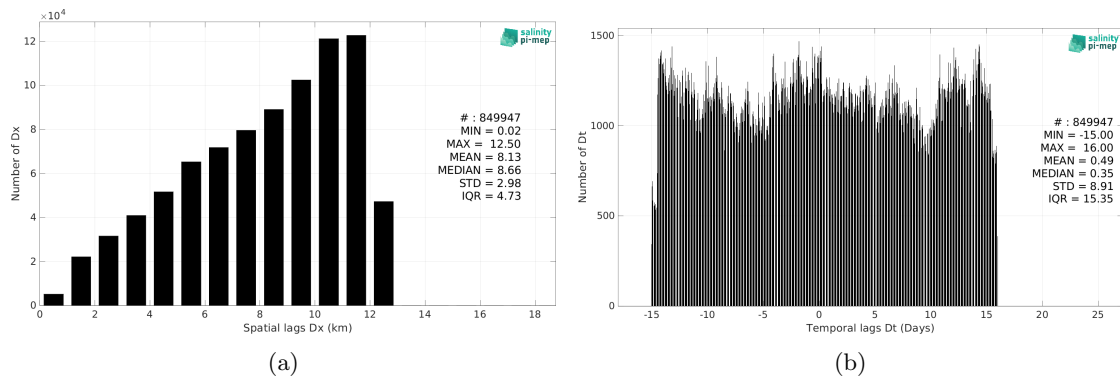 ×10⁴
12
10
8
6
4
2
0
Number of Dx
0 2 4 6 8 10 12 14 16 18
Spatial lags Dx (km)
salinity
pi-mep
# : 849947
MIN = 0.02
MAX = 12.50
MEAN = 8.13
MEDIAN = 8.66
STD = 2.98
IQR = 4.73
(a)
1500
1000
500
0
Number of Dt
-15 -10 -5 0 5 10 15 20 25
Temporal lags Dt (Days)
salinity
pi-mep
# : 849947
MIN = -15.00
MAX = 16.00
MEAN = 0.49
MEDIAN = 0.35
STD = 8.91
IQR = 15.35
(b)